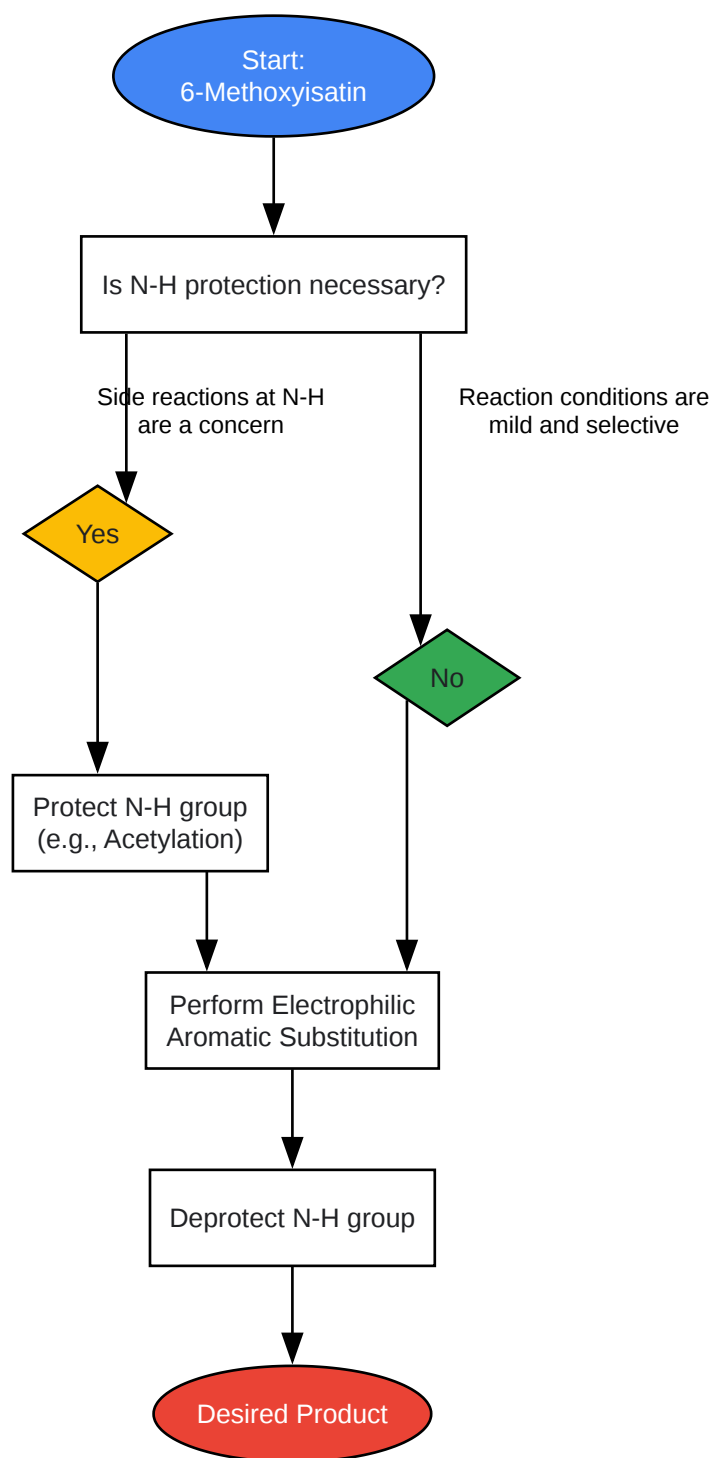 Start:
6-Methoxyisatin
Is N-H protection necessary?
Side reactions at N-H
are a concern
Reaction conditions are
mild and selective
Yes
No
Protect N-H group
(e.g., Acetylation)
Perform Electrophilic
Aromatic Substitution
Deprotect N-H group
Desired Product